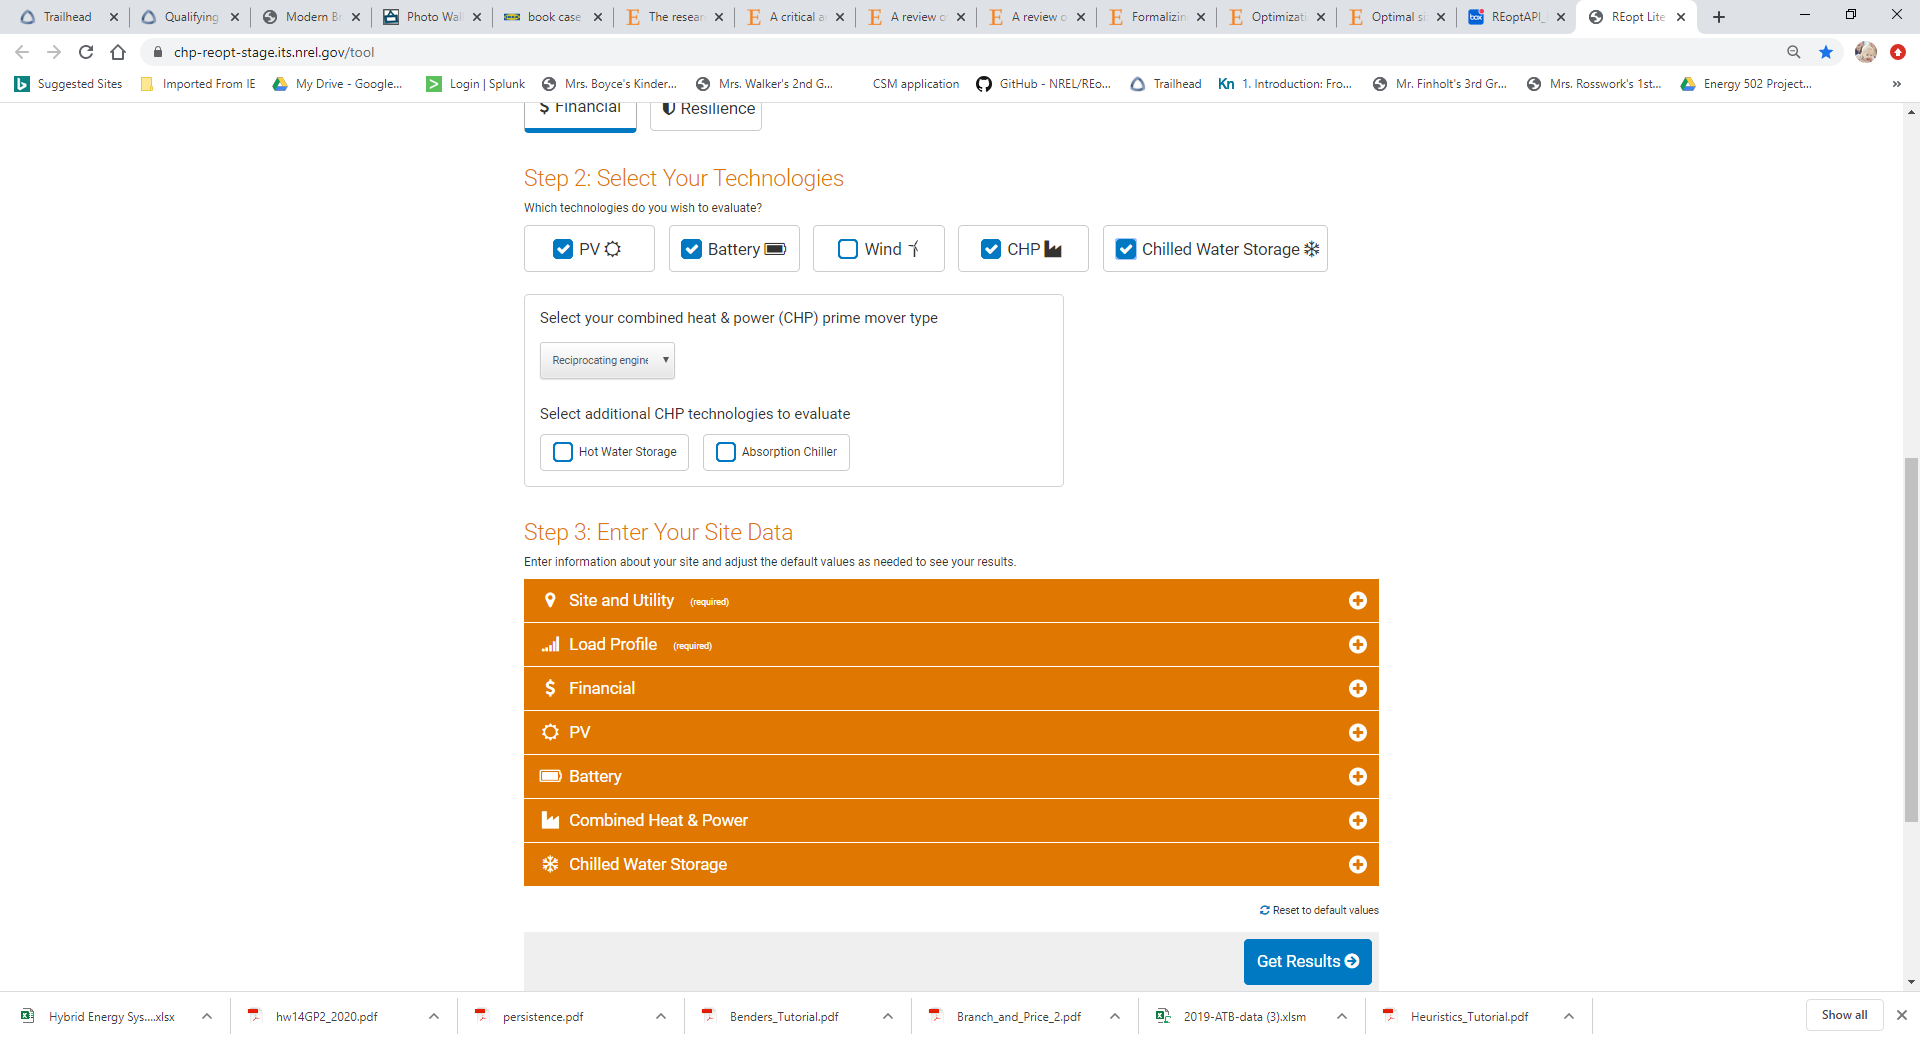 Trailhead
Qualifying
Modern Br
Photo Wal
book case
The resear
A critical a
A review o
A review o
Formalizin
Optimizati
Optimal si
REoptAPI_
REopt Lite
chp-reopt-stage.its.nrel.gov/tool
Suggested Sites
Imported From IE
My Drive - Google...
Login | Splunk
Mrs. Boyce's Kinder...
Mrs. Walker's 2nd G...
CSM application
GitHub - NREL/REo...
Trailhead
Kn 1. Introduction: Fro...
Mr. Finholt's 3rd Gr...
Mrs. Rosswork's 1st...
Energy 502 Project...
»
$ Financial
Resilience
Step 2: Select Your Technologies
Which technologies do you wish to evaluate?
PV
Battery
Wind
CHP
Chilled Water Storage
Select your combined heat & power (CHP) prime mover type
Reciprocating engine
Select additional CHP technologies to evaluate
Hot Water Storage
Absorption Chiller
Step 3: Enter Your Site Data
Enter information about your site and adjust the default values as needed to see your results.
Site and Utility (required)
Load Profile (required)
$ Financial
PV
Battery
Combined Heat & Power
Chilled Water Storage
Reset to default values
Get Results
Hybrid Energy Sys....xlsx
hw14GP2_2020.pdf
persistence.pdf
Benders_Tutorial.pdf
Branch_and_Price_2.pdf
2019-ATB-data (3).xlsm
Heuristics_Tutorial.pdf
Show all